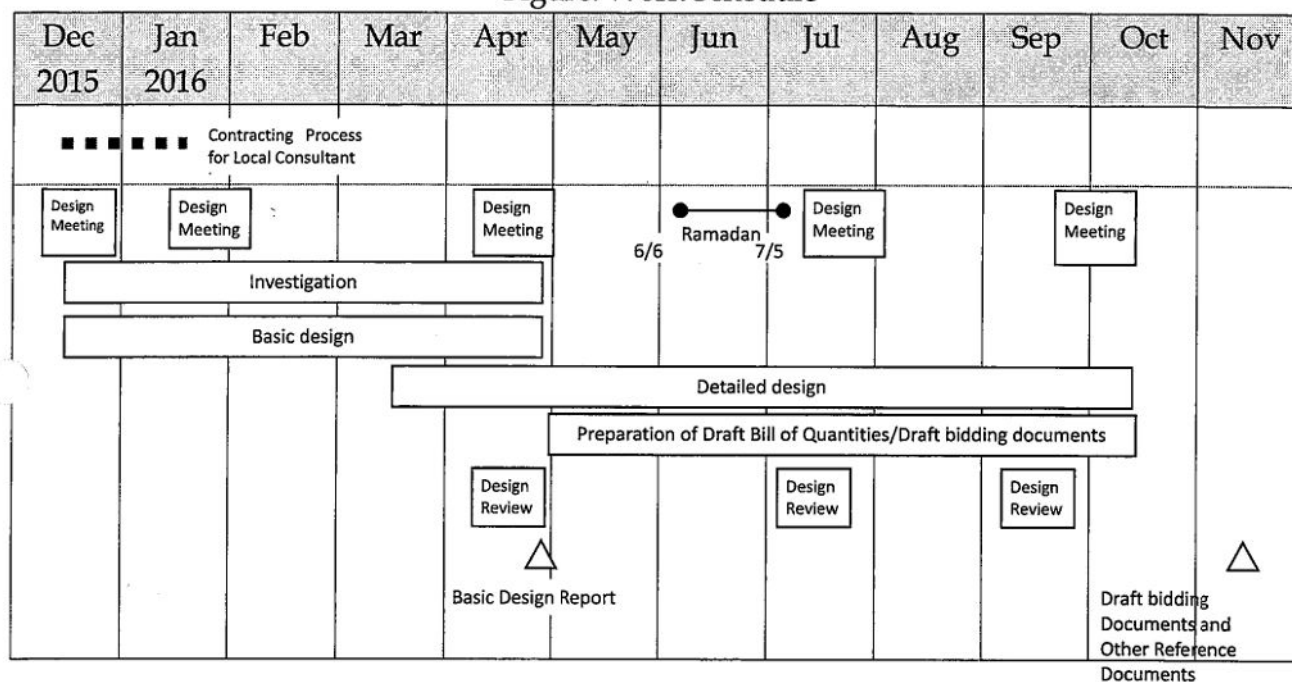 Dec Jan Feb Mar Apr May Jun Jul Aug Sep Oct Nov
2015 2016
Contracting Process
for Local Consultant
Design
Meeting
Design
Meeting
Design
Meeting
Ramadan
6/6 7/5
Design
Meeting
Design
Meeting
Investigation
Basic design
Detailed design
Preparation of Draft Bill of Quantities/Draft bidding documents
Design
Review
Design
Review
Design
Review
Basic Design Report
Draft bidding
Documents and
Other Reference
Documents